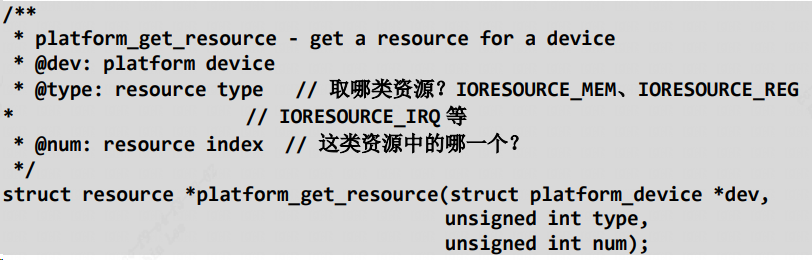 /**
 * platform_get_resource - get a resource for a device
 * @dev: platform device
 * @type: resource type   // 取哪类资源？IORESOURCE_MEM、IORESOURCE_REG
*                   // IORESOURCE_IRQ 等
 * @num: resource index  // 这类资源中的哪一个？
 */
struct resource *platform_get_resource(struct platform_device *dev,
                                       unsigned int type,
                                       unsigned int num);